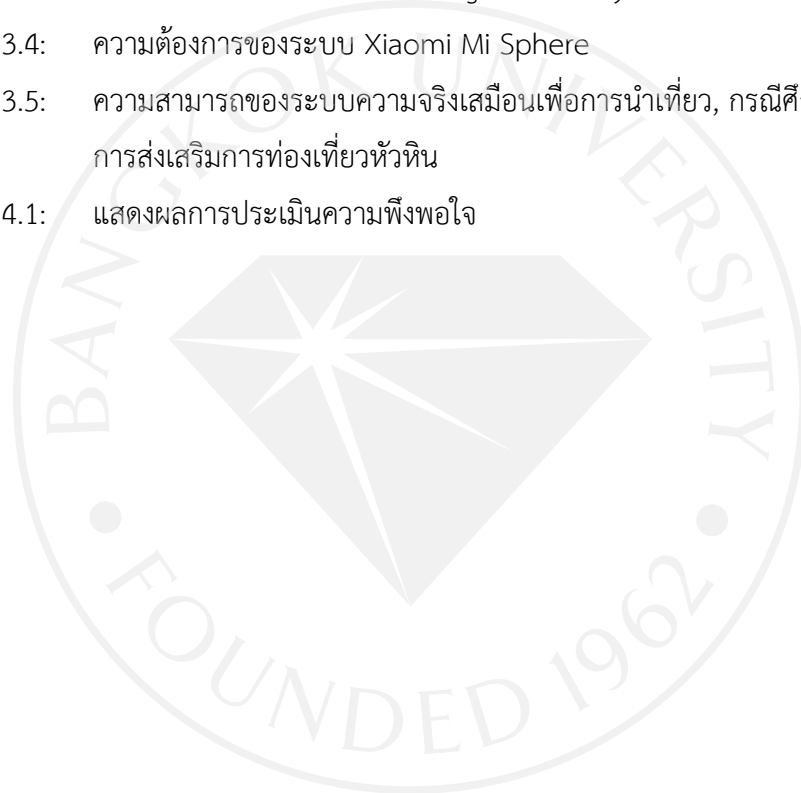 3.4: ความต้องการของระบบ Xiaomi Mi Sphere
3.5: ความสามารถของระบบความจริงเสมือนเพื่อการนำเที่ยว, กรณี
การส่งเสริมการท่องเที่ยวหัวหิน
4.1: แสดงผลการประเมินความพึงพอใจ
BANGKOK UNIVERSITY
• FOUNDED 1962 •